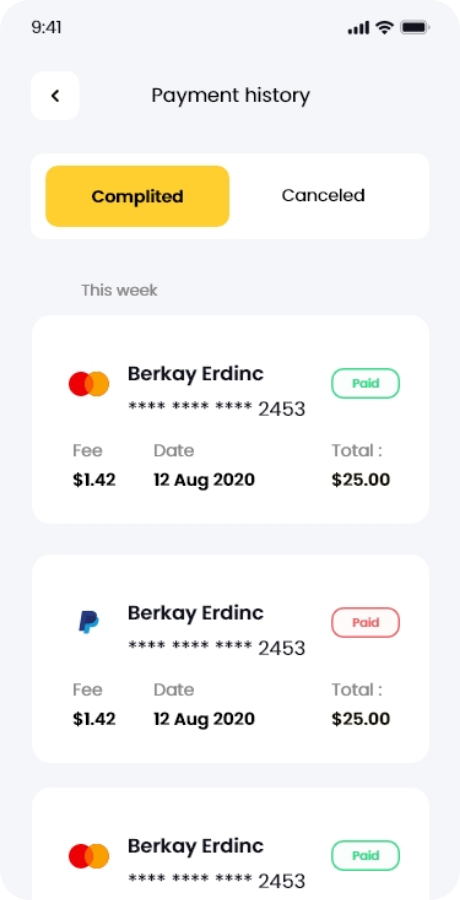 9:41
Payment history
Complited
Canceled
This week
Berkay Erdinc
Paid
**** **** **** 2453
Fee
Date
Total :
$1.42
12 Aug 2020
$25.00
Berkay Erdinc
Paid
**** **** **** 2453
Fee
Date
Total :
$1.42
12 Aug 2020
$25.00
Berkay Erdinc
Paid
**** **** **** 2453